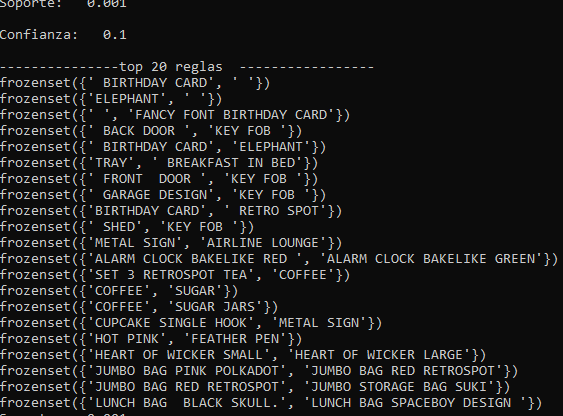 Soporte:   0.001
Confianza:   0.1
---------------top 20 reglas  -----------------
frozenset({' BIRTHDAY CARD', ' '})
frozenset({'ELEPHANT', ' '})
frozenset({' ', 'FANCY FONT BIRTHDAY CARD'})
frozenset({' BACK DOOR ', 'KEY FOB '})
frozenset({' BIRTHDAY CARD', 'ELEPHANT'})
frozenset({'TRAY', ' BREAKFAST IN BED'})
frozenset({' FRONT  DOOR ', 'KEY FOB '})
frozenset({' GARAGE DESIGN', 'KEY FOB '})
frozenset({'BIRTHDAY CARD', ' RETRO SPOT'})
frozenset({' SHED', 'KEY FOB '})
frozenset({'METAL SIGN', 'AIRLINE LOUNGE'})
frozenset({'ALARM CLOCK BAKELIKE RED ', 'ALARM CLOCK BAKELIKE GREEN'})
frozenset({'SET 3 RETROSPOT TEA', 'COFFEE'})
frozenset({'COFFEE', 'SUGAR'})
frozenset({'COFFEE', 'SUGAR JARS'})
frozenset({'CUPCAKE SINGLE HOOK', 'METAL SIGN'})
frozenset({'HOT PINK', 'FEATHER PEN'})
frozenset({'HEART OF WICKER SMALL', 'HEART OF WICKER LARGE'})
frozenset({'JUMBO BAG PINK POLKADOT', 'JUMBO BAG RED RETROSPOT'})
frozenset({'JUMBO BAG RED RETROSPOT', 'JUMBO STORAGE BAG SUKI'})
frozenset({'LUNCH BAG  BLACK SKULL.', 'LUNCH BAG SPACEBOY DESIGN '})